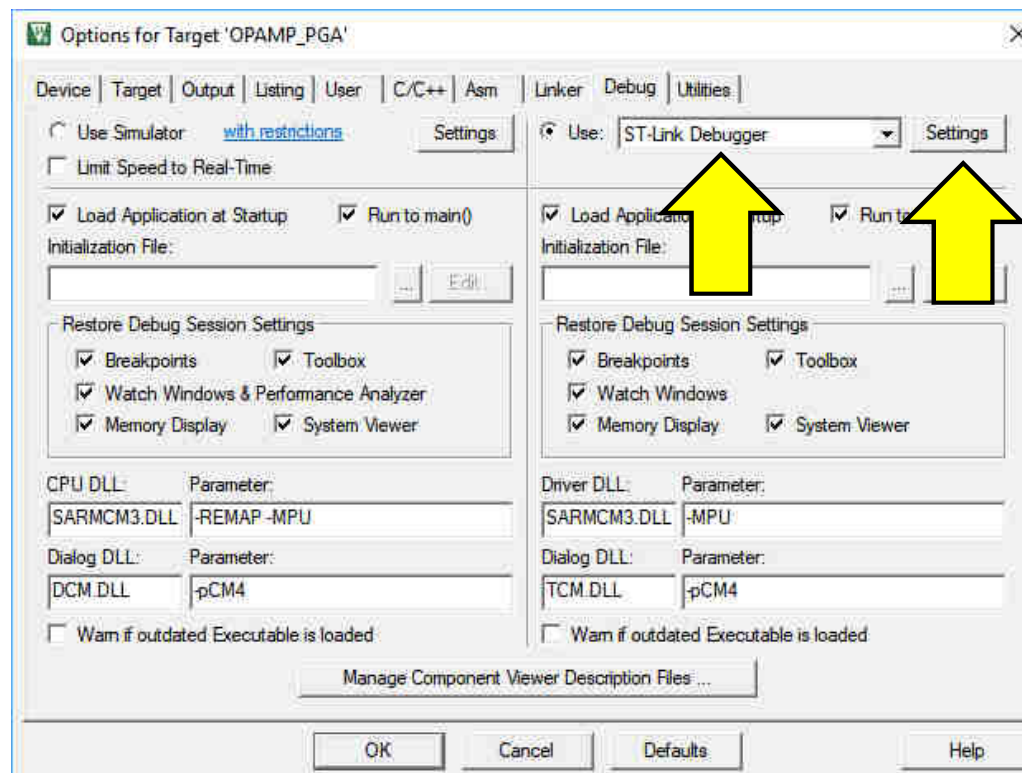 Options for Target 'OPAMP_PGA'
Device Target Output Listing User C/C++ Asm Linker Debug Utilities
Use Simulator with restrictions Settings
Limit Speed to Real-Time
Use: ST-Link Debugger Settings
Load Application at Startup Run to main()
Initialization File:
... Edit...
Restore Debug Session Settings
Breakpoints Toolbox
Watch Windows & Performance Analyzer
Memory Display System Viewer
CPU DLL: Parameter:
SARMCM3.DLL -REMAP -MPU
Dialog DLL: Parameter:
DCM.DLL -pCM4
Warn if outdated Executable is loaded
Load Run
Initialization File:
...
Restore Debug Session Settings
Breakpoints Toolbox
Watch Windows
Memory Display System Viewer
Driver DLL: Parameter:
SARMCM3.DLL -MPU
Dialog DLL: Parameter:
TCM.DLL -pCM4
Warn if outdated Executable is loaded
Manage Component Viewer Description Files ...
OK Cancel Defaults Help